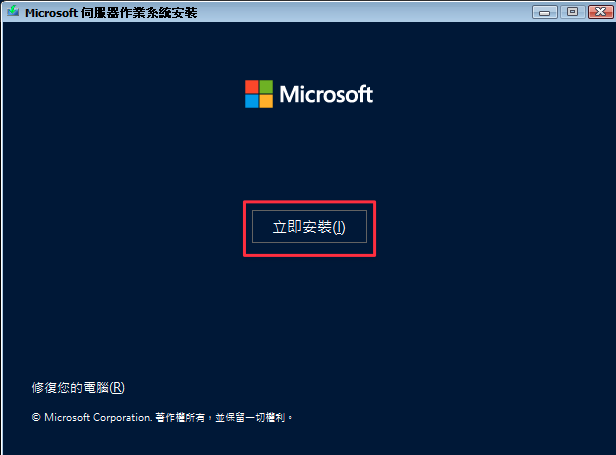 Microsoft 伺服器作業系統安裝
Microsoft
立即安裝(I)
修復您的電腦(R)
© Microsoft Corporation. 著作權所有，並保留一切權利。